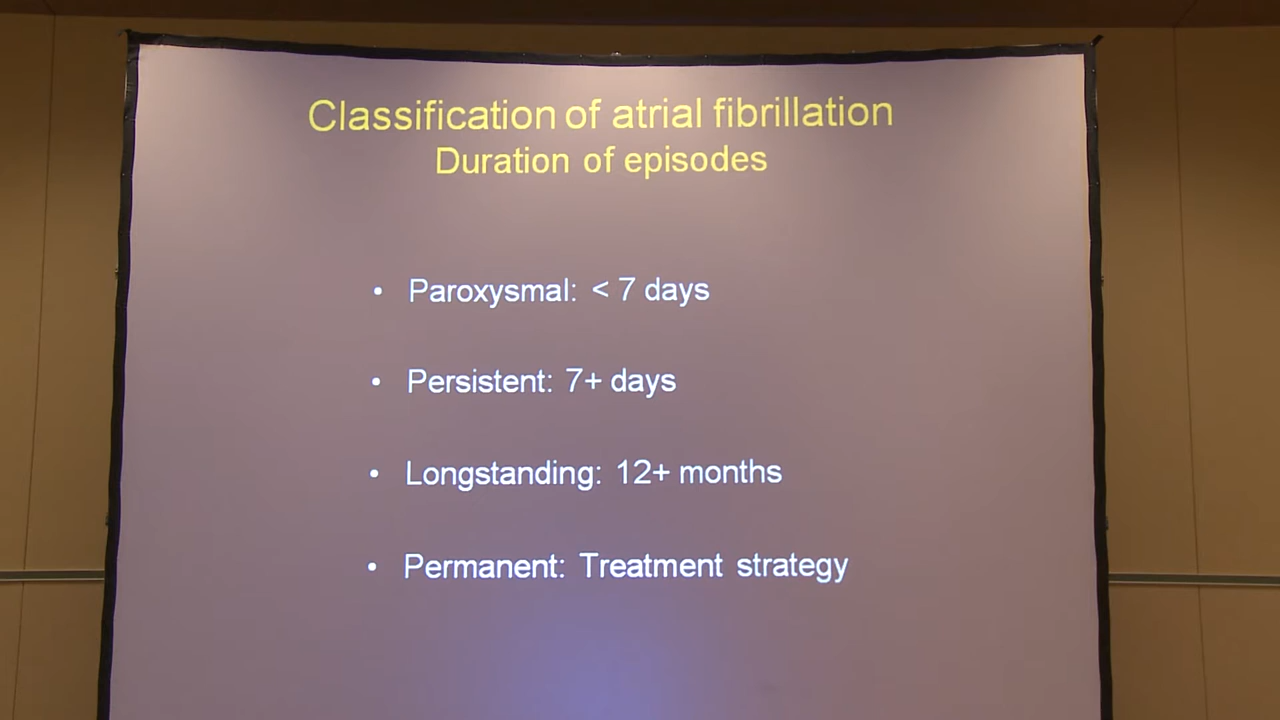 Classification of atrial fibrillation
Duration of episodes
• Paroxysmal: < 7 days
• Persistent: 7+ days
• Longstanding: 12+ months
• Permanent: Treatment strategy